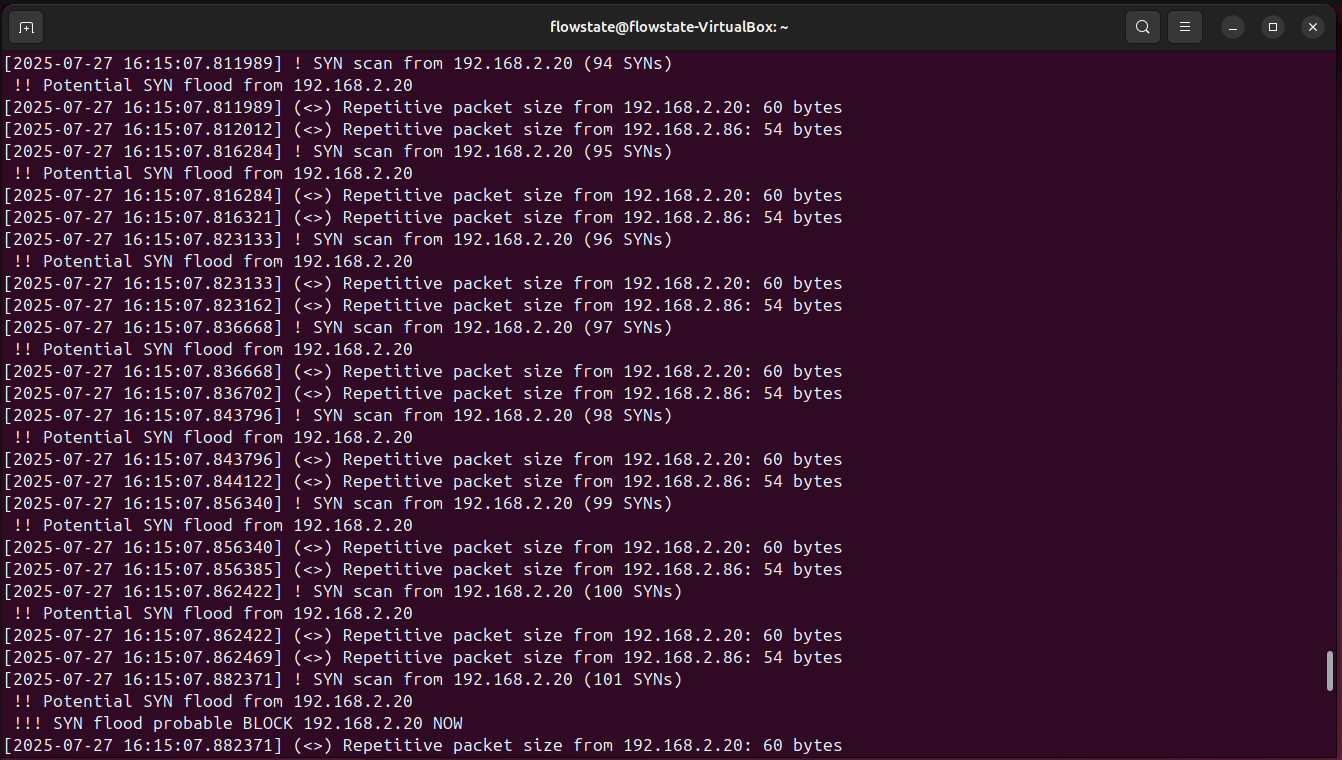 flowstate@flowstate-VirtualBox: ~
[2025-07-27 16:15:07.811989] ! SYN scan from 192.168.2.20 (94 SYNs)
!! Potential SYN flood from 192.168.2.20
[2025-07-27 16:15:07.811989] (<>) Repetitive packet size from 192.168.2.20: 60 bytes
[2025-07-27 16:15:07.812012] (<>) Repetitive packet size from 192.168.2.86: 54 bytes
[2025-07-27 16:15:07.816284] ! SYN scan from 192.168.2.20 (95 SYNs)
!! Potential SYN flood from 192.168.2.20
[2025-07-27 16:15:07.816284] (<>) Repetitive packet size from 192.168.2.20: 60 bytes
[2025-07-27 16:15:07.816321] (<>) Repetitive packet size from 192.168.2.86: 54 bytes
[2025-07-27 16:15:07.823133] ! SYN scan from 192.168.2.20 (96 SYNs)
!! Potential SYN flood from 192.168.2.20
[2025-07-27 16:15:07.823133] (<>) Repetitive packet size from 192.168.2.20: 60 bytes
[2025-07-27 16:15:07.823162] (<>) Repetitive packet size from 192.168.2.86: 54 bytes
[2025-07-27 16:15:07.836668] ! SYN scan from 192.168.2.20 (97 SYNs)
!! Potential SYN flood from 192.168.2.20
[2025-07-27 16:15:07.836668] (<>) Repetitive packet size from 192.168.2.20: 60 bytes
[2025-07-27 16:15:07.836702] (<>) Repetitive packet size from 192.168.2.86: 54 bytes
[2025-07-27 16:15:07.843796] ! SYN scan from 192.168.2.20 (98 SYNs)
!! Potential SYN flood from 192.168.2.20
[2025-07-27 16:15:07.843796] (<>) Repetitive packet size from 192.168.2.20: 60 bytes
[2025-07-27 16:15:07.844122] (<>) Repetitive packet size from 192.168.2.86: 54 bytes
[2025-07-27 16:15:07.856340] ! SYN scan from 192.168.2.20 (99 SYNs)
!! Potential SYN flood from 192.168.2.20
[2025-07-27 16:15:07.856340] (<>) Repetitive packet size from 192.168.2.20: 60 bytes
[2025-07-27 16:15:07.856385] (<>) Repetitive packet size from 192.168.2.86: 54 bytes
[2025-07-27 16:15:07.862422] ! SYN scan from 192.168.2.20 (100 SYNs)
!! Potential SYN flood from 192.168.2.20
[2025-07-27 16:15:07.862422] (<>) Repetitive packet size from 192.168.2.20: 60 bytes
[2025-07-27 16:15:07.862469] (<>) Repetitive packet size from 192.168.2.86: 54 bytes
[2025-07-27 16:15:07.882371] ! SYN scan from 192.168.2.20 (101 SYNs)
!! Potential SYN flood from 192.168.2.20
!!! SYN flood probable BLOCK 192.168.2.20 NOW
[2025-07-27 16:15:07.882371] (<>) Repetitive packet size from 192.168.2.20: 60 bytes